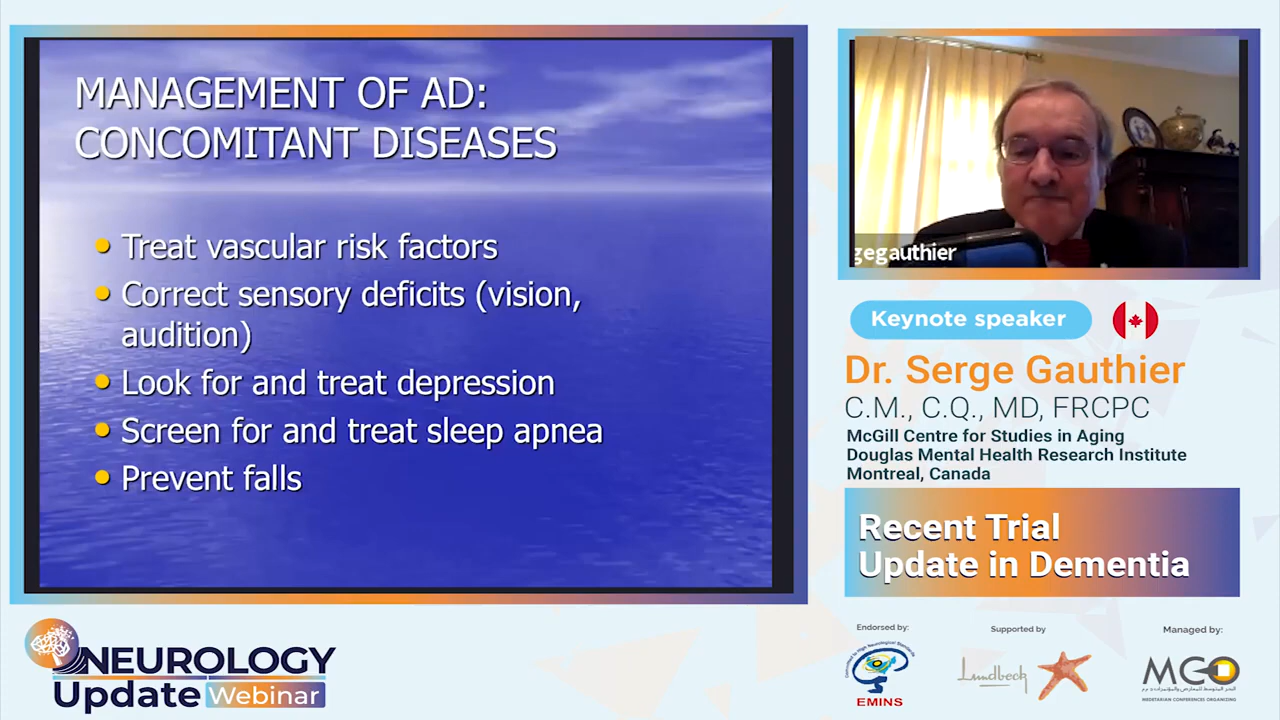 MANAGEMENT OF AD:
CONCOMITANT DISEASES
• Treat vascular risk factors
• Correct sensory deficits (vision,
audition)
• Look for and treat depression
• Screen for and treat sleep apnea
• Prevent falls
gegauthier
Keynote speaker
Dr. Serge Gauthier
C.M., C.Q., MD, FRCPC
McGill Centre for Studies in Aging
Douglas Mental Health Research Institute
Montreal, Canada
Recent Trial
Update in Dementia
NEUROLOGY
Update Webinar
Endorsed by:
EMINS
Supported by
Lundbeck
Managed by:
MCO
MEDETARIAN CONFERENCES ORGANIZING